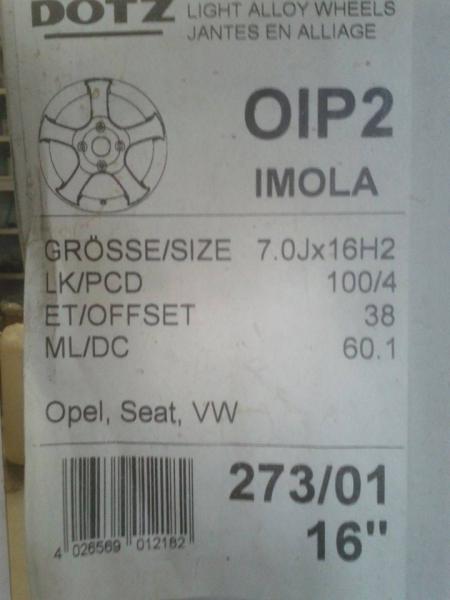 DOTZ
LIGHT ALLOY WHEELS
JANTES EN ALLIAGE
OIP2
IMOLA
GRÖSSE/SIZE 7.0Jx16H2
LK/PCD 100/4
ET/OFFSET 38
ML/DC 60.1
Opel, Seat, VW
273/01
16"
4 026569 012182